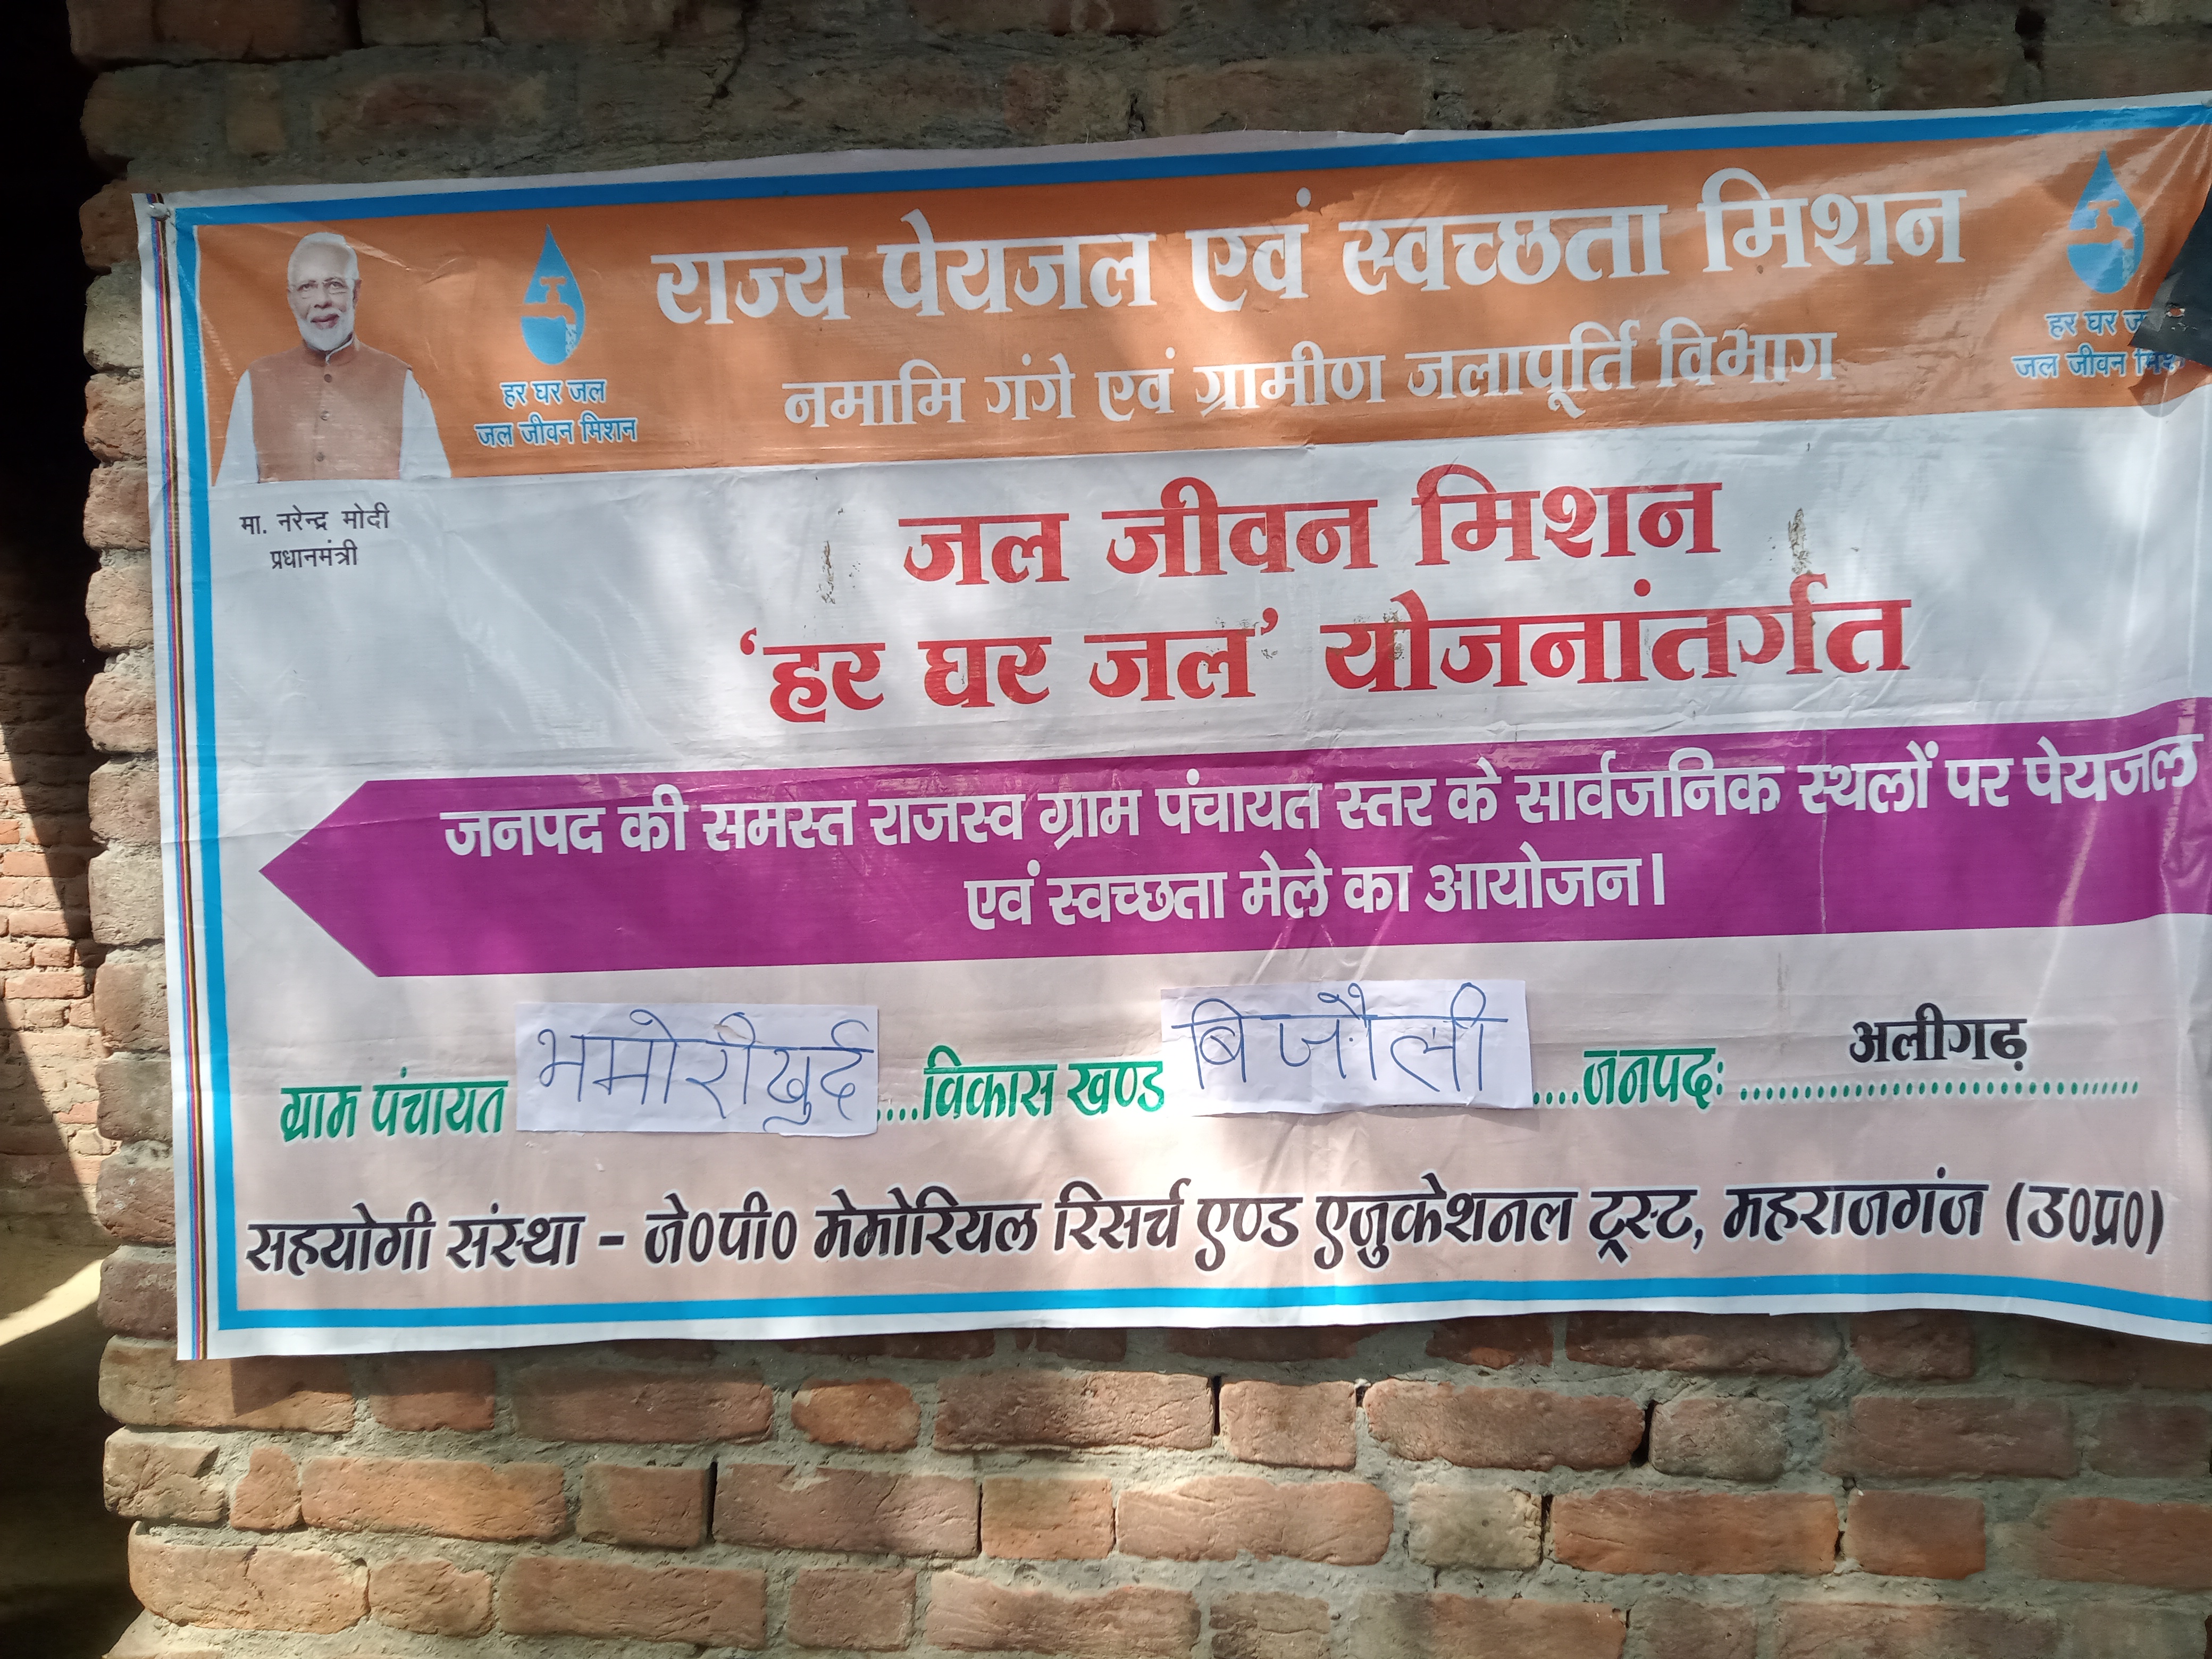 राज्य पेयजल एवं स्वच्छता मिशन
नमामि गंगे एवं ग्रामीण जलापूर्ति विभाग
हर घर जल
जल जीवन मिशन
हर घर
जल जीवन
मा. नरेन्द्र मोदी
प्रधानमंत्री
जल जीवन मिशन
‘हर घर जल’ योजनांतर्गत
जनपद की समस्त राजस्व ग्राम पंचायत स्तर के सार्वजनिक स्थलों पर पेयजल
एवं स्वच्छता मेले का आयोजन।
ग्राम पंचायत भमोरीखुर्द ....विकास खण्ड बिजौली ....जनपदः अलीगढ़
सहयोगी संस्था – जे०पी० मेमोरियल रिसर्च एण्ड एजुकेशनल ट्रस्ट, महराजगंज (उ०प्र०)